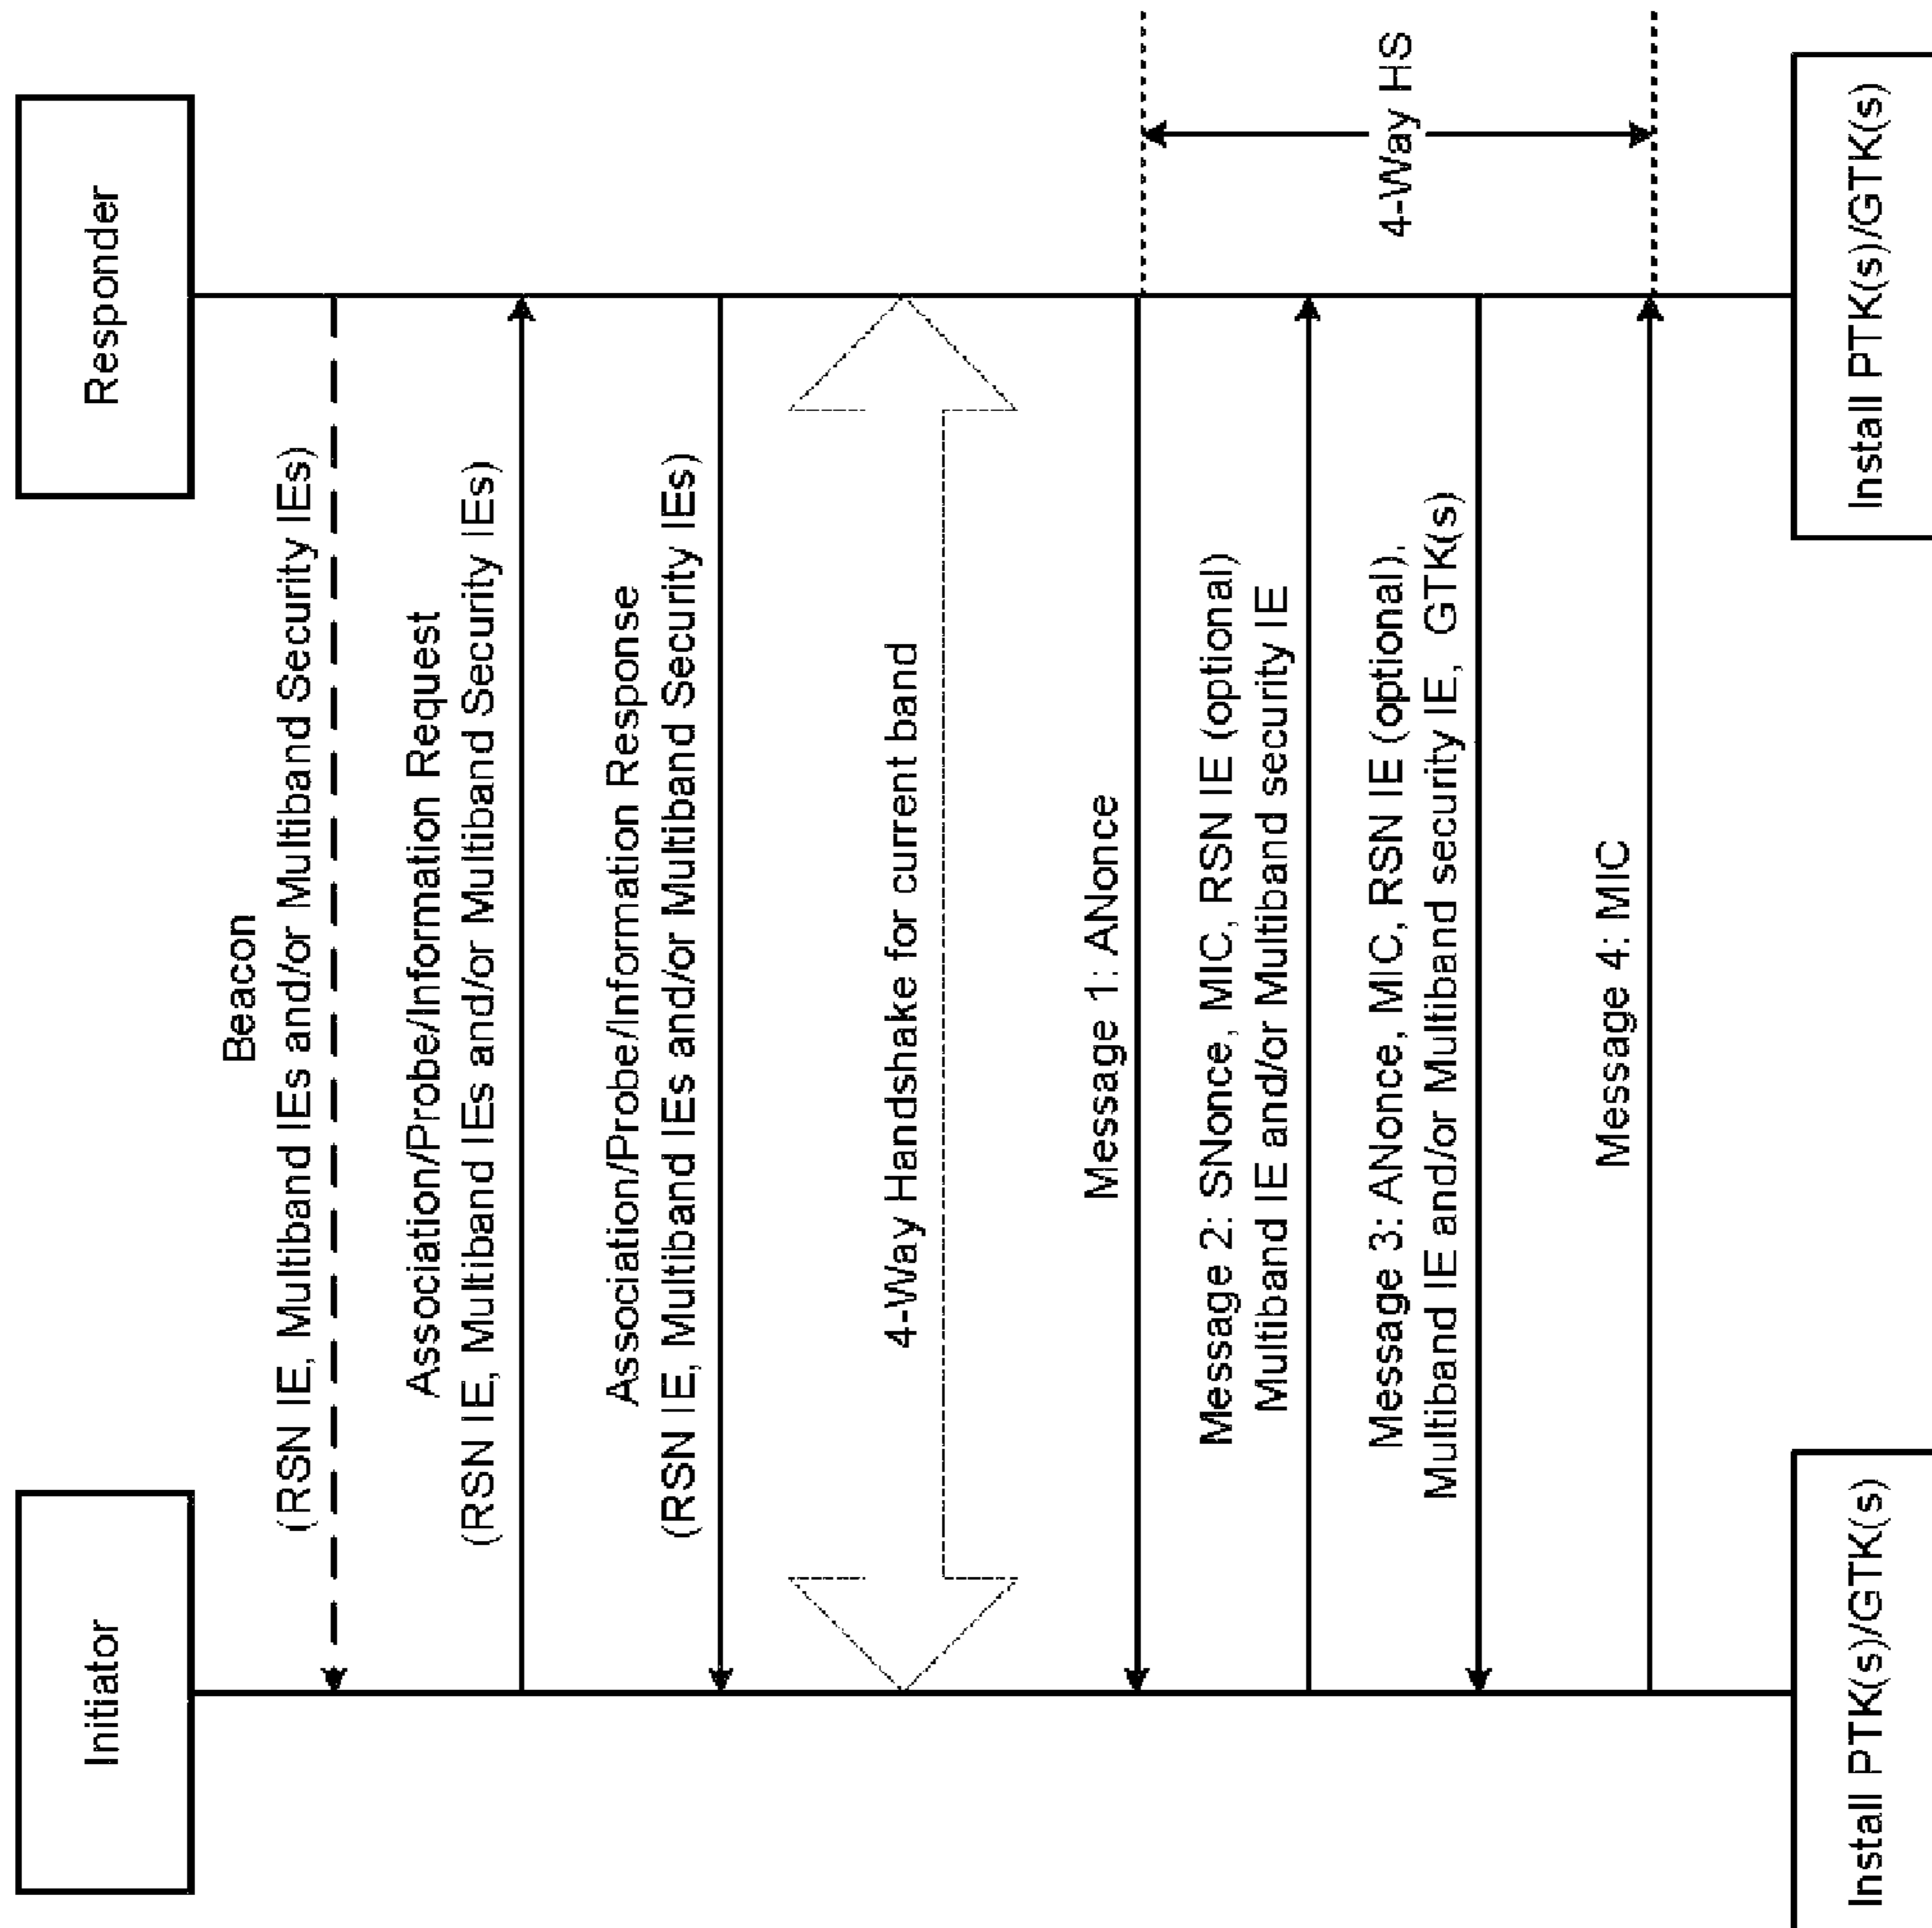 Initiator
Responder
Beacon
(RSN IE, Multiband IEs and/or Multiband Security IEs)
Association/Probe/Information Request
(RSN IE, Multiband IEs and/or Multiband Security IEs)
Association/Probe/Information Response
(RSN IE, Multiband IEs and/or Multiband Security IEs)
4-Way Handshake for current band
Message 1: ANonce
Message 2: SNonce, MIC, RSN IE (optional)
Multiband IE and/or Multiband security IE
Message 3: ANonce, MIC, RSN IE (optional),
Multiband IE and/or Multiband security IE, GTK(s)
Message 4: MIC
4-Way HS
Install PTK(s)/GTK(s)
Install PTK(s)/GTK(s)